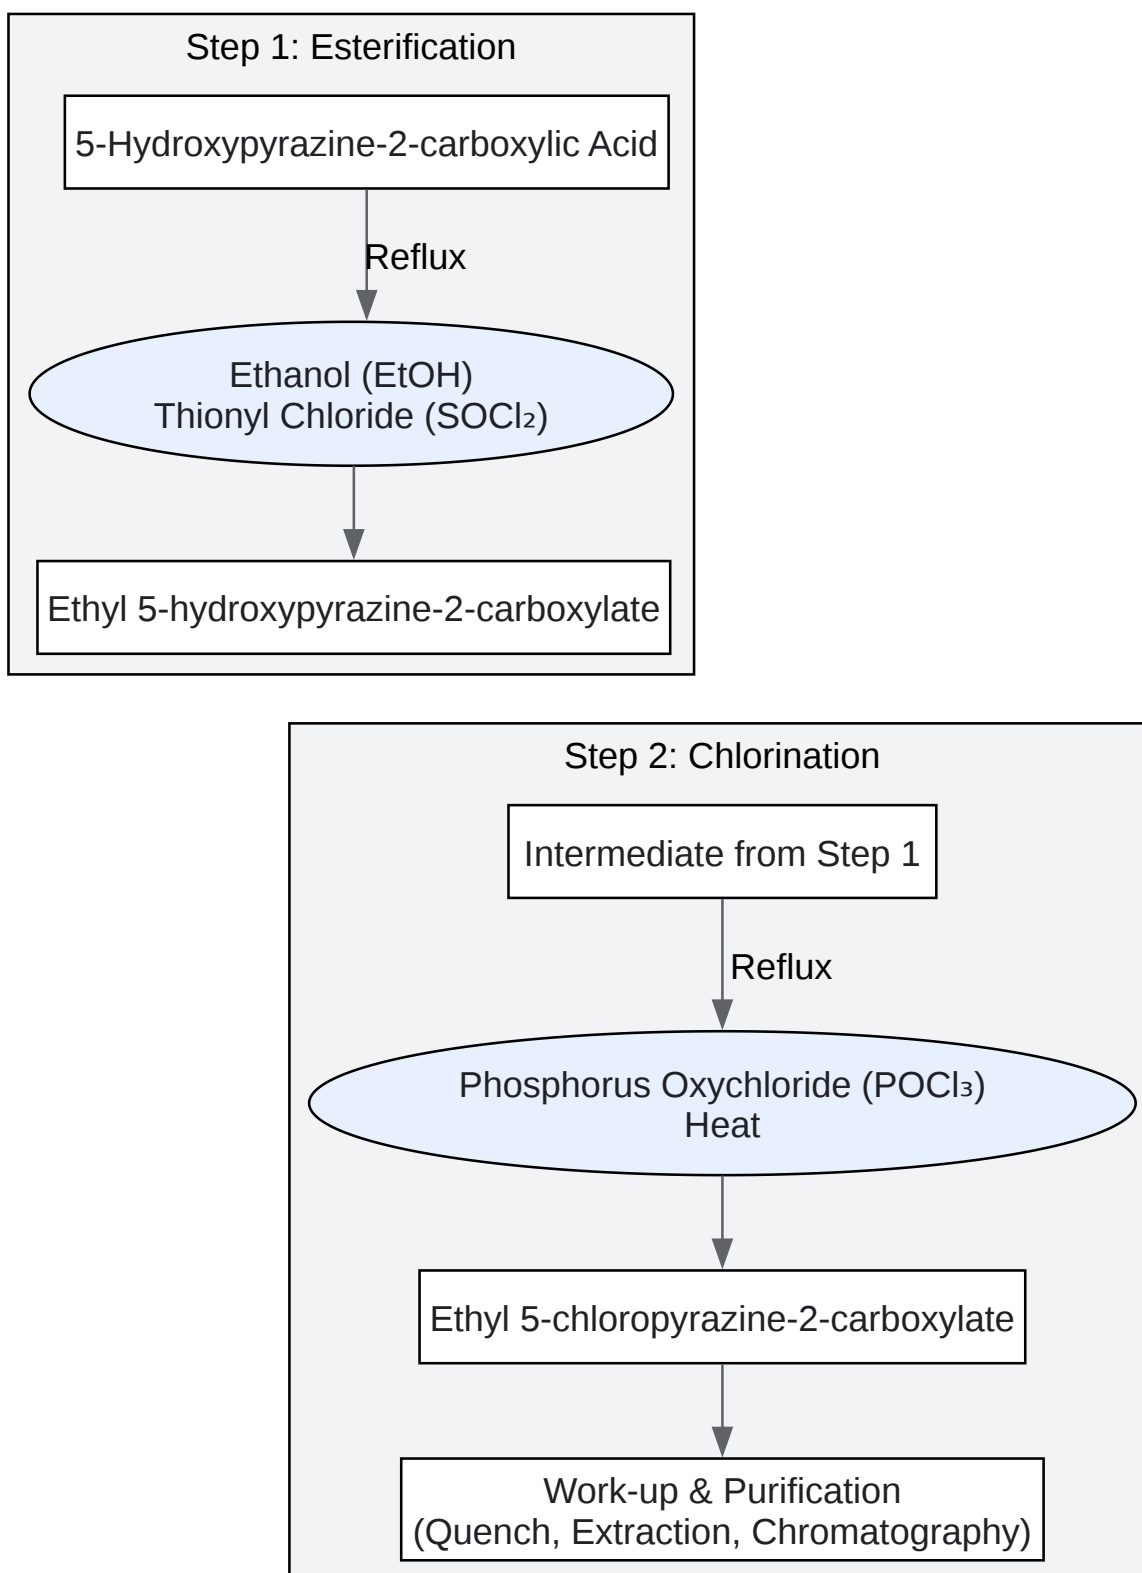 Step 1: Esterification
5-Hydroxypyrazine-2-carboxylic Acid
Reflux
Ethanol (EtOH)
Thionyl Chloride (SOCl₂)
Ethyl 5-hydroxypyrazine-2-carboxylate
Step 2: Chlorination
Intermediate from Step 1
Reflux
Phosphorus Oxychloride (POCl₃)
Heat
Ethyl 5-chloropyrazine-2-carboxylate
Work-up & Purification
(Quench, Extraction, Chromatography)